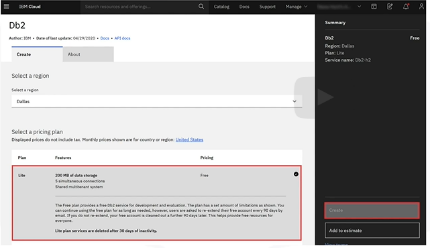 IBM Cloud
Search resources and offerings...
Catalog
Docs
Support
Manage
Db2
Author: IBM • Date of last update: 04/29/2020 • Docs • API docs
Create
About
Select a region
Select a region
Dallas
Select a pricing plan
Displayed prices do not include tax. Monthly prices shown are for country or region: United States
Plan
Features
Pricing
Lite
200 MB of data storage
5 simultaneous connections
Shared multitenant system
Free
The Free plan provides a free Db2 service for development and evaluation. The plan has a set amount of limitations as shown. You
can continue using the free plan for as long as needed, however, users are asked to re-extend their free account every 90 days by
email. If you do not re-extend, your free account is cleaned out a further 90 days later. This helps provide free resources for
everyone.
Lite plan services are deleted after 30 days of inactivity.
Summary
Db2
Free
Region: Dallas
Plan: Lite
Service name: Db2-h2
Create
Add to estimate